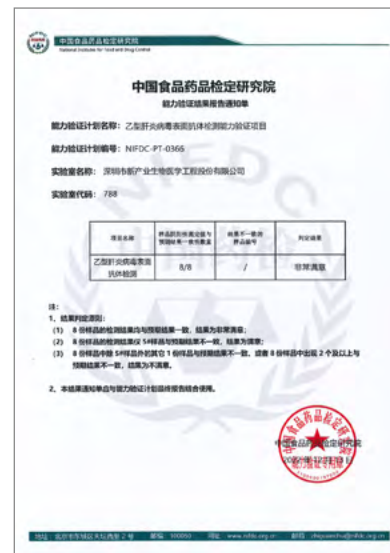 中国食品药品检定研究院
National Institutes for Food and Drug Control
中国食品药品检定研究院
能力验证结果报告通知单
能力验证计划名称：乙型肝炎病毒表面抗体检测能力验证项目
能力验证计划编号：NIFDC-PT-0366
实验室名称：深圳市新产业生物医学工程股份有限公司
实验室代码：788
项目名称
样品检测结果与
预期结果一致性数量
结果不一致的
样品编号
判定结果
乙型肝炎病毒表面
抗体检测
8/8
/
非常满意
注：
1、结果判定原则：
（1） 8 份样品的检测结果均与预期结果一致，结果为非常满意；
（2） 8 份样品的检测结果仅 5#样品与预期结果不一致，结果为满意；
（3） 8 份样品中除 5#样品外的其它 1 份样品与预期结果不一致，或者 8 份样品中出现 2 个及以上与
预期结果不一致，结果为不满意。
2、本结果通知单应与能力验证计划最终报告结合使用。
中国食品药品检定研究院
能力验证专用章
NIFDC